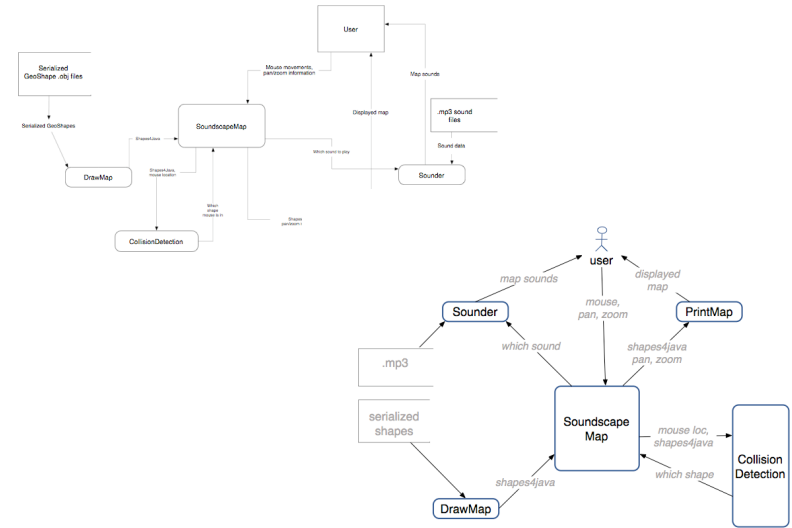 User
Serialized
GeoShape .obj files
Mouse movements,
pan/zoom information
Map sounds
Serialized GeoShapes
SoundscapeMap
Displayed map
.mp3 sound
files
Shapes4Java
Which sound to play
Sound data
DrawMap
Shapes4Java,
mouse location
Sounder
Which
shape
mouse is in
Shapes
pan/zoom i
CollisionDetection
user
map sounds
displayed
map
Sounder
mouse,
pan, zoom
PrintMap
which sound
shapes4java
pan, zoom
.mp3
serialized
shapes
Soundscape
Map
mouse loc,
shapes4java
Collision
Detection
which shape
shapes4java
DrawMap